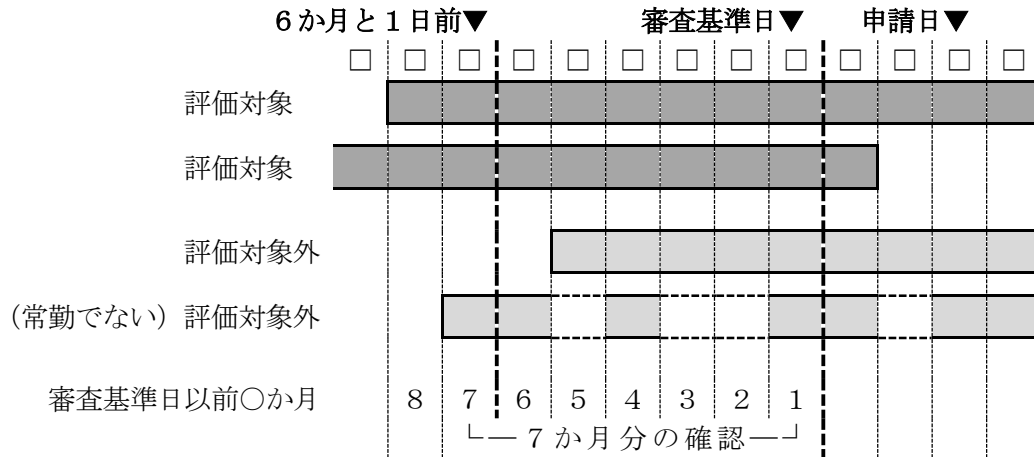 ６か月と１日前▼ 審査基準日▼ 申請日▼
□ □ □ □ □ □ □ □ □ □ □ □ □
評価対象
評価対象
評価対象外
（常勤でない）評価対象外
審査基準日以前○か月 ８ ７ ６ ５ ４ ３ ２ １
└―７か月分の確認―┘